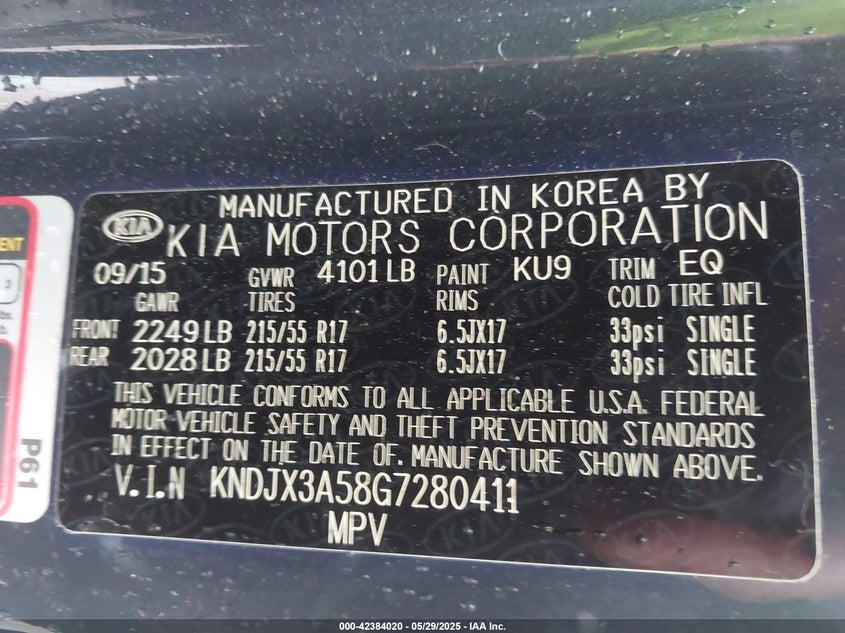 MANUFACTURED IN KOREA BY
KIA KIA MOTORS CORPORATION
09/15 GVWR 4101 LB PAINT KU9 TRIM EQ
GAWR TIRES RIMS COLD TIRE INFL
FRONT 2249 LB 215/55 R17 6.5JX17 33psi SINGLE
REAR 2028 LB 215/55 R17 6.5JX17 33psi SINGLE
THIS VEHICLE CONFORMS TO ALL APPLICABLE U.S.A. FEDERAL
MOTOR VEHICLE SAFETY AND THEFT PREVENTION STANDARDS
IN EFFECT ON THE DATE OF MANUFACTURE SHOWN ABOVE.
V.I.N KNDJX3A58G7280411
MPV
P61
000-42384020 - 05/29/2025 - IAA Inc.